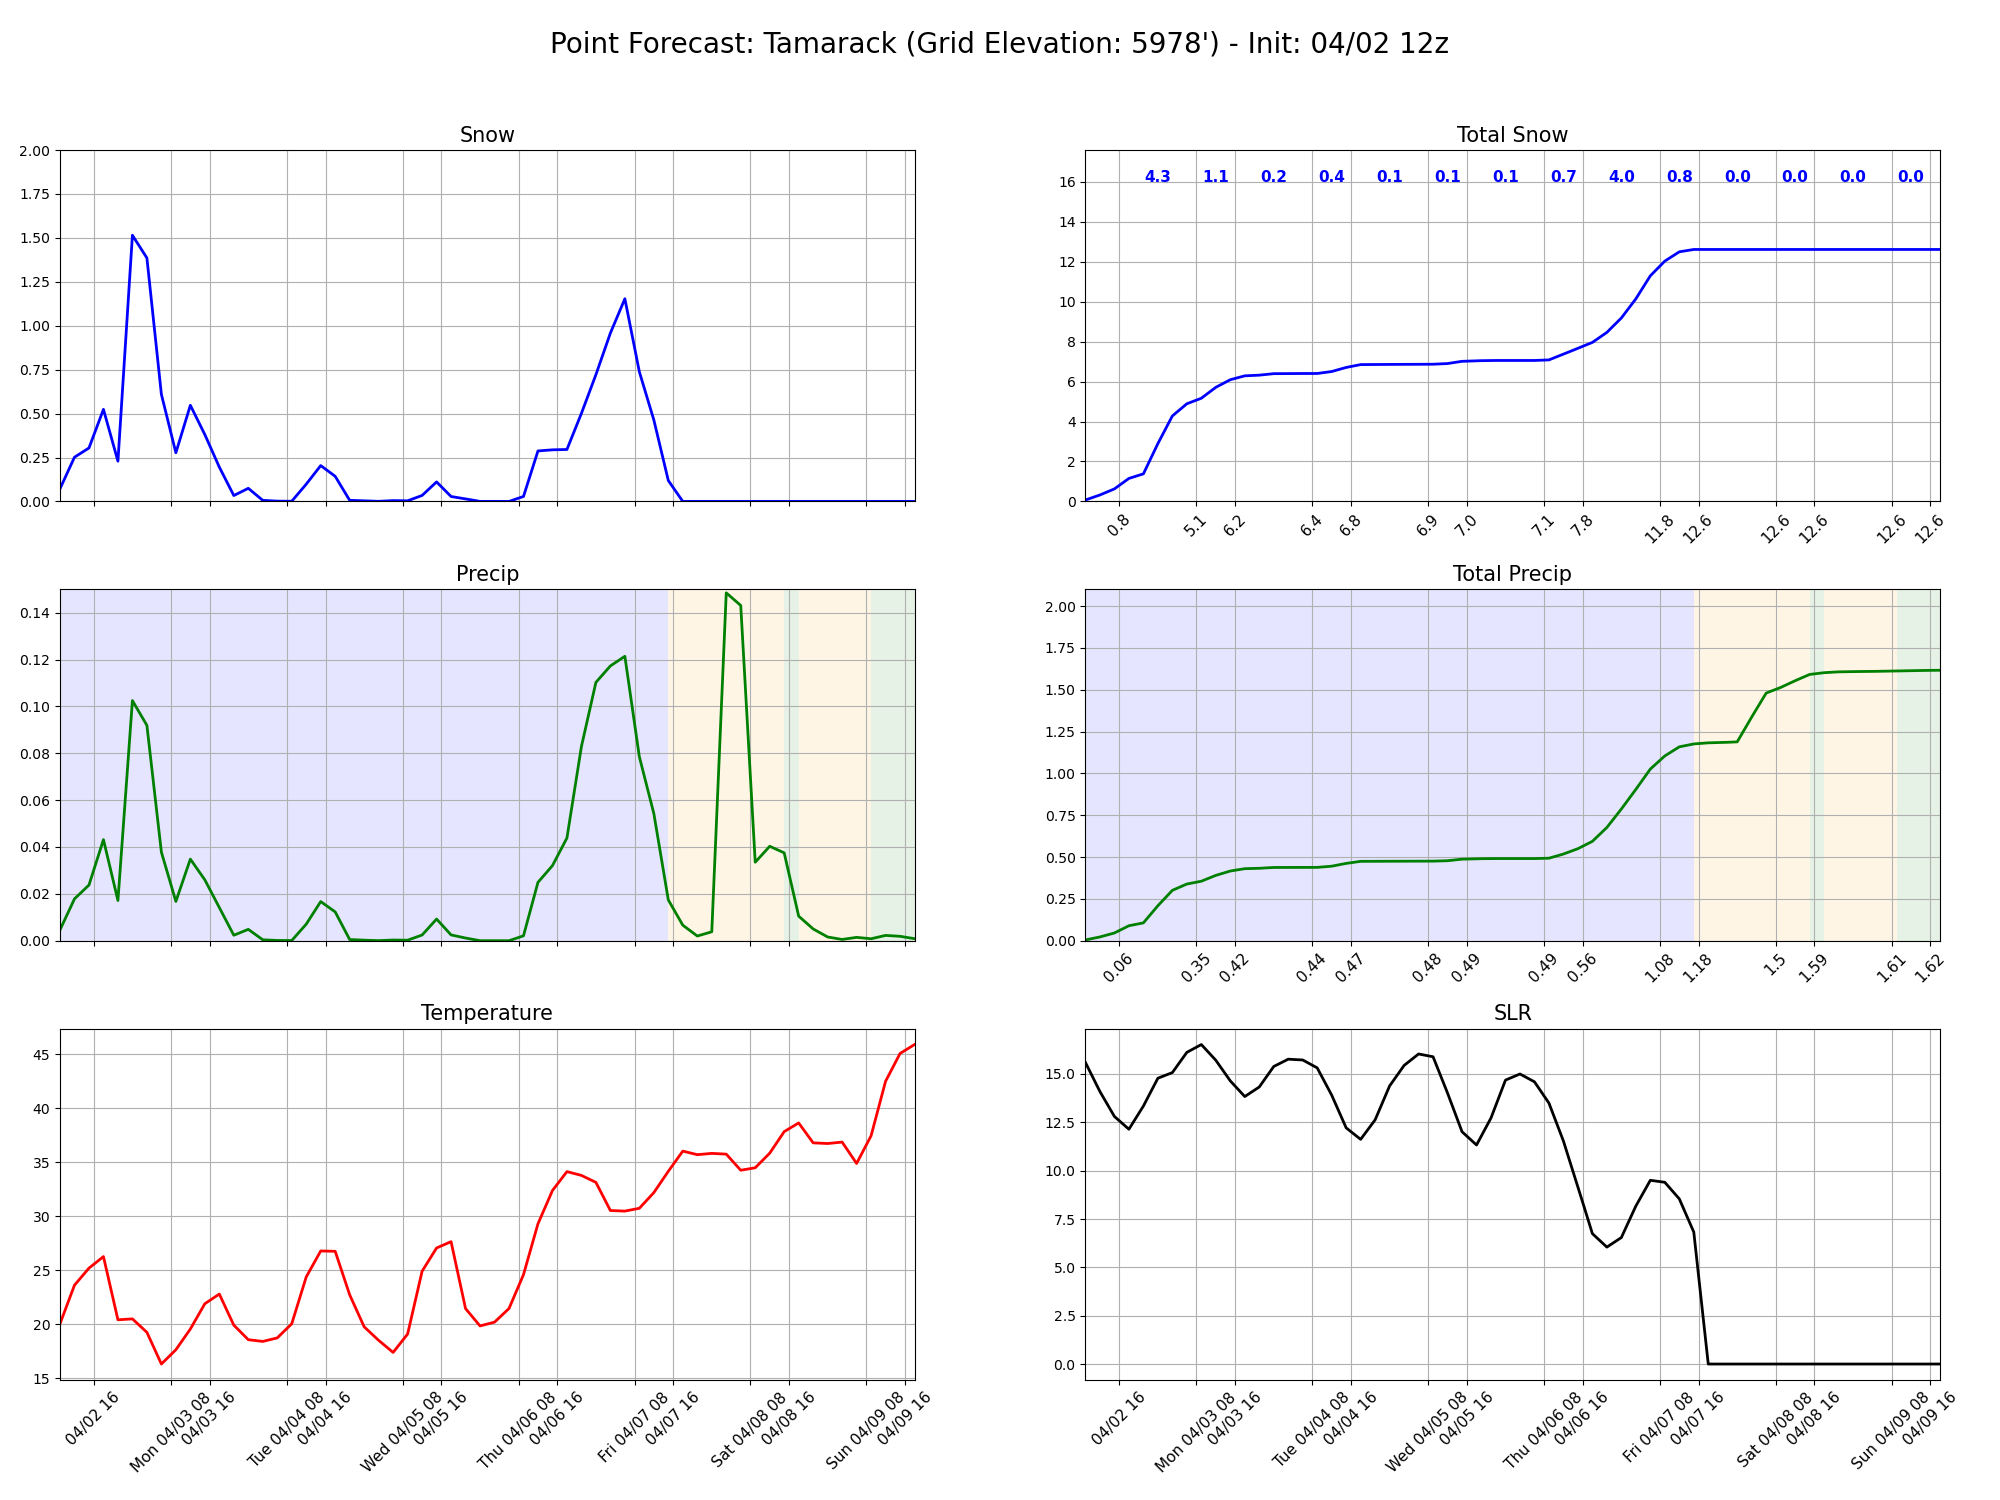 Point Forecast: Tamarack (Grid Elevation: 5978') - Init: 04/02 12z
Snow
2.00
1.75
1.50
1.25
1.00
0.75
0.50
0.25
0.00
Total Snow
4.3 1.1 0.2 0.4 0.1 0.1 0.1 0.7 4.0 0.8 0.0 0.0 0.0 0.0
16
14
12
10
8
6
4
2
0
0.8 5.1 6.2 6.4 6.8 6.9 7.0 7.1 7.8 11.8 12.6 12.6 12.6 12.6 12.6
Precip
0.14
0.12
0.10
0.08
0.06
0.04
0.02
0.00
Total Precip
2.00
1.75
1.50
1.25
1.00
0.75
0.50
0.25
0.00
0.06 0.35 0.42 0.44 0.47 0.48 0.49 0.49 0.56 1.08 1.18 1.5 1.59 1.61 1.62
Temperature
45
40
35
30
25
20
15
04/02 16
Mon 04/03 08
04/03 16
Tue 04/04 08
04/04 16
Wed 04/05 08
04/05 16
Thu 04/06 08
04/06 16
Fri 04/07 08
04/07 16
Sat 04/08 08
04/08 16
Sun 04/09 08
04/09 16
SLR
15.0
12.5
10.0
7.5
5.0
2.5
0.0
04/02 16
Mon 04/03 08
04/03 16
Tue 04/04 08
04/04 16
Wed 04/05 08
04/05 16
Thu 04/06 08
04/06 16
Fri 04/07 08
04/07 16
Sat 04/08 08
04/08 16
Sun 04/09 08
04/09 16